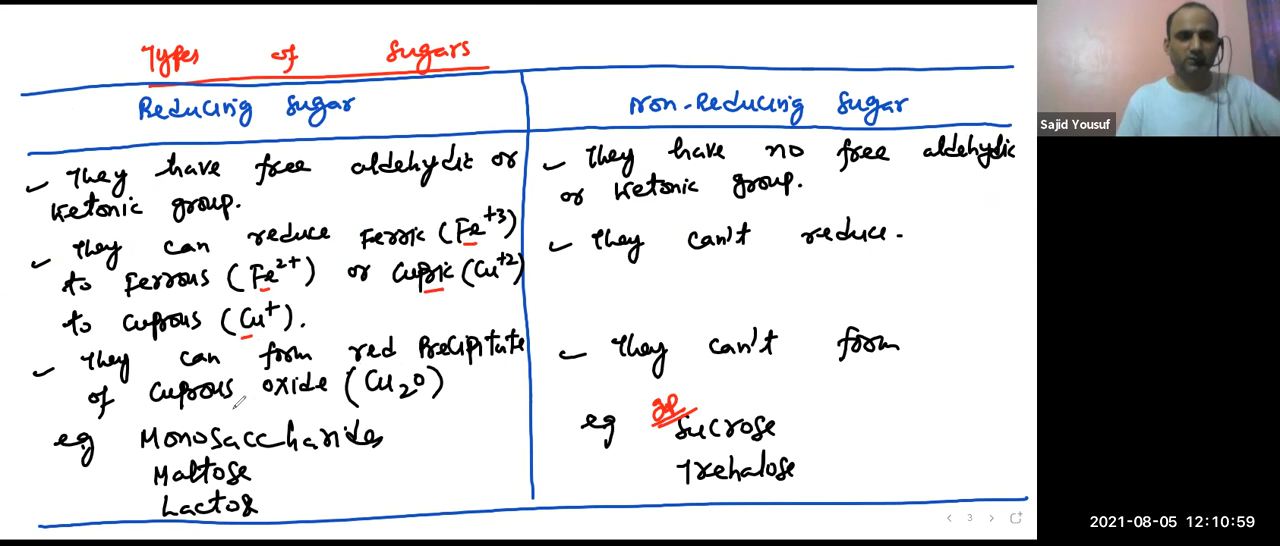 Types of Sugars
Reducing Sugar
They have free aldehydic or
Ketonic group.
They can reduce Ferric (Fe+3)
to Ferrous (Fe2+) or Cupric (Cu+2)
to Cuprous (Cu+).
They can form red Precipitate
of Cuprous oxide (Cu2O)
eg Monosaccharides
Maltose
Lactose
Non-Reducing Sugar
They have no free aldehydic
or Ketonic group.
They can't reduce.
They can't form
eg Sucrose
Trehalose
Sajid Yousuf
3
2021-08-05 12:10:59